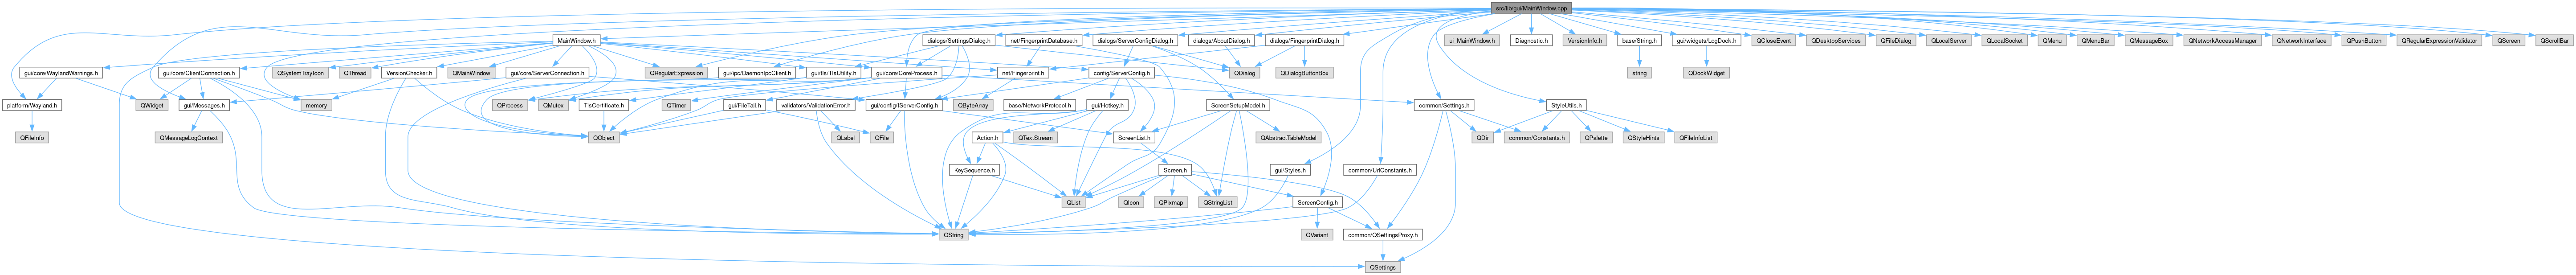 src/lib/gui/MainWindow.cpp
MainWindow.h
dialogs/SettingsDialog.h
net/FingerprintDatabase.h
dialogs/ServerConfigDialog.h
dialogs/AboutDialog.h
dialogs/FingerprintDialog.h
ui_MainWindow.h
Diagnostic.h
VersionInfo.h
base/String.h
gui/widgets/LogDock.h
QCloseEvent
QDesktopServices
QFileDialog
QLocalServer
QLocalSocket
QMenu
QMenuBar
QMessageBox
QNetworkAccessManager
QNetworkInterface
QPushButton
QRegularExpressionValidator
QScreen
QScrollBar
gui/core/WaylandWarnings.h
gui/core/ClientConnection.h
QSystemTrayIcon
QThread
VersionChecker.h
QMainWindow
gui/core/ServerConnection.h
QRegularExpression
gui/ipc/DaemonIpcClient.h
gui/tls/TlsUtility.h
gui/core/CoreProcess.h
net/Fingerprint.h
config/ServerConfig.h
QDialog
QDialogButtonBox
string
QDockWidget
platform/Wayland.h
QWidget
gui/Messages.h
memory
QProcess
QMutex
QTimer
TlsCertificate.h
gui/FileTail.h
validators/ValidationError.h
gui/config/IServerConfig.h
QByteArray
base/NetworkProtocol.h
gui/Hotkey.h
ScreenSetupModel.h
common/Settings.h
StyleUtils.h
QFileInfo
QMessageLogContext
QObject
QLabel
QFile
Action.h
QTextStream
ScreenList.h
QAbstractTableModel
QDir
common/Constants.h
QPalette
QStyleHints
QFileInfoList
KeySequence.h
Screen.h
gui/Styles.h
common/UrlConstants.h
QList
QIcon
QPixmap
QStringList
ScreenConfig.h
QString
QVariant
common/QSettingsProxy.h
QSettings